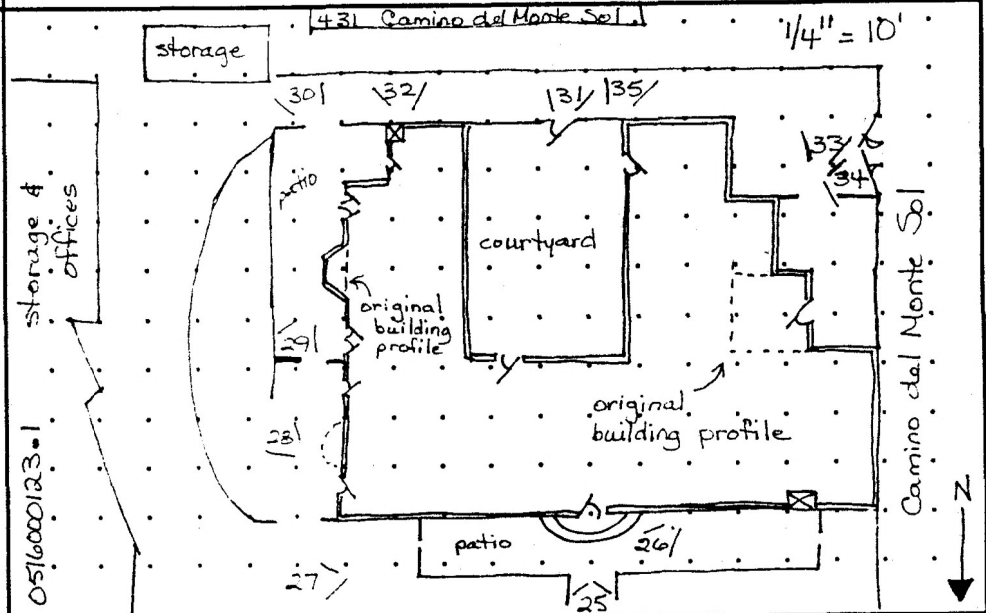 431 Camino del Monte Sol
1/4" = 10'
storage
30
32
31
35
33
34
patio
storage &
offices
courtyard
original
building
profile
29
original
building profile
28
Camino del Monte Sol
N
patio
26
27
25
0516000123.1